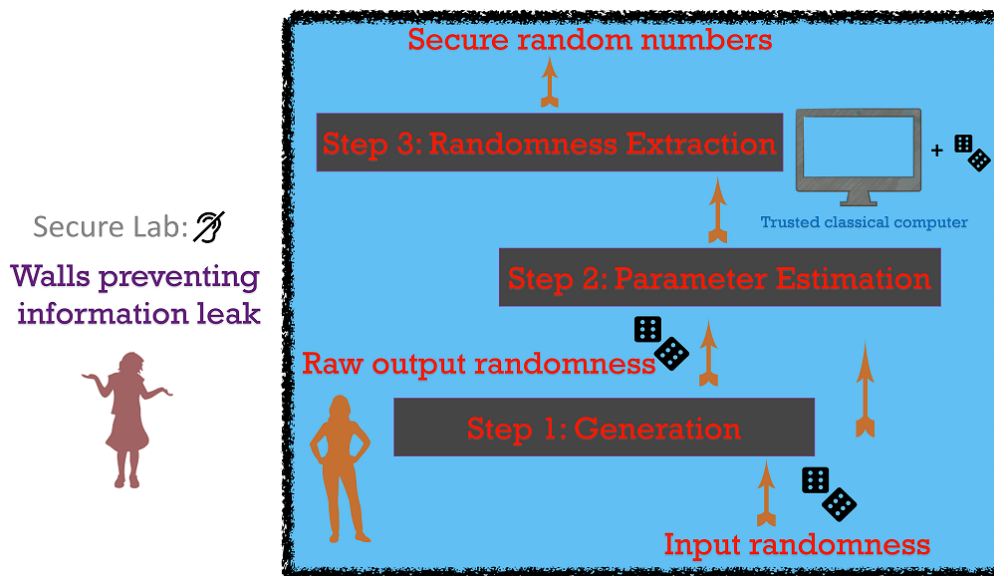 Secure random numbers
Step 3: Randomness Extraction
+
Trusted classical computer
Secure Lab:
Walls preventing
information leak
Step 2: Parameter Estimation
Raw output randomness
Step 1: Generation
Input randomness